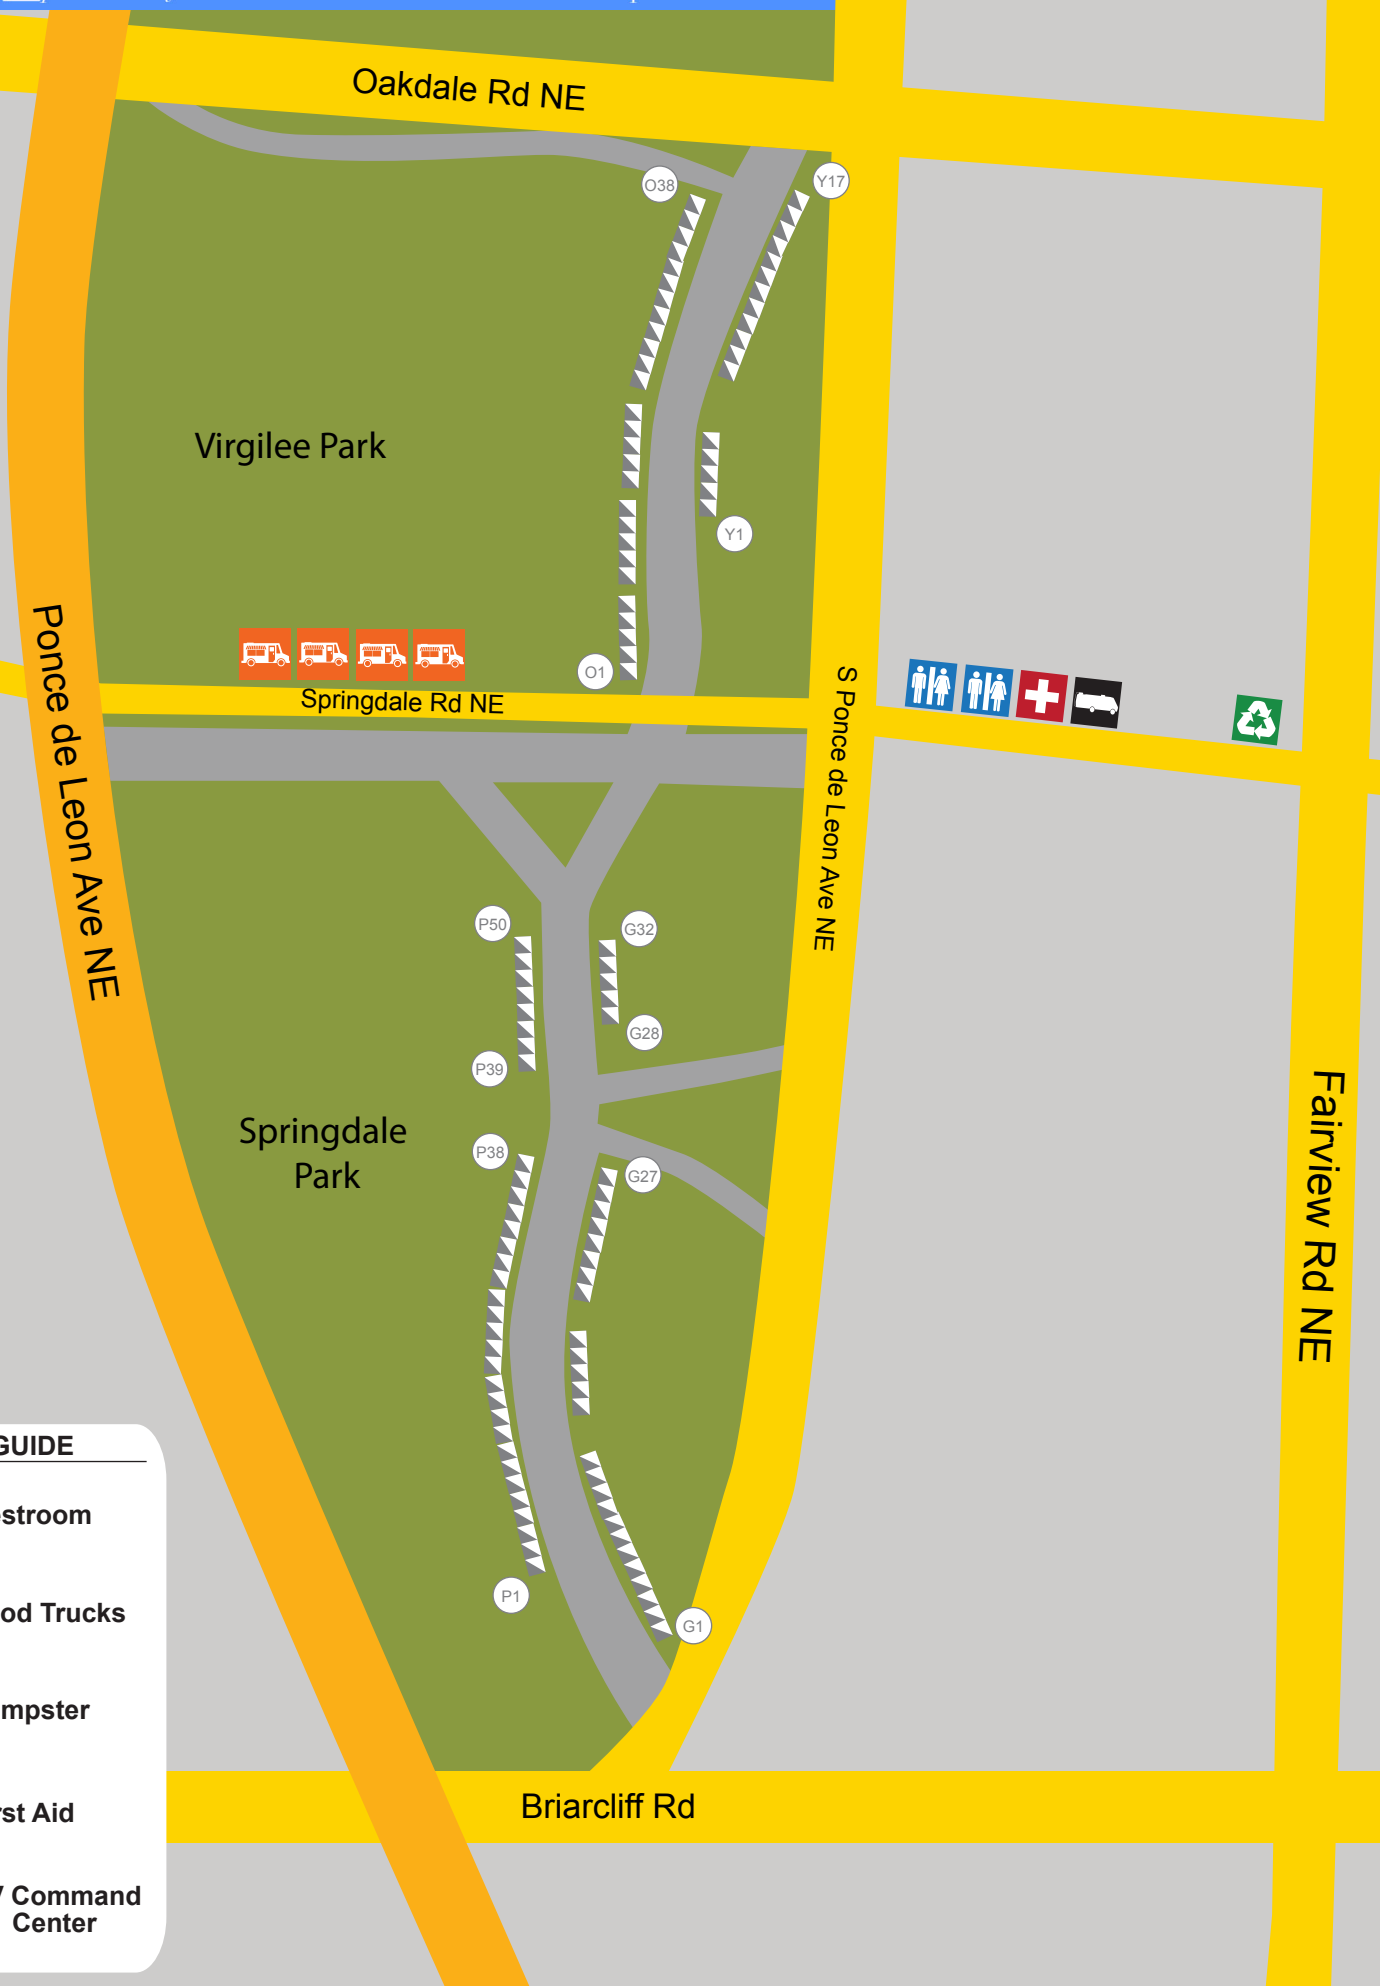 Oakdale Rd NE
O38
Y17
Virgilee Park
Y1
Ponce de Leon Ave NE
O1
Springdale Rd NE
S Ponce de Leon Ave NE
P50
G32
G28
P39
Springdale
Park
P38
G27
Fairview Rd NE
GUIDE
estroom
P1
G1
od Trucks
mpster
Briarcliff Rd
rst Aid
Command
Center